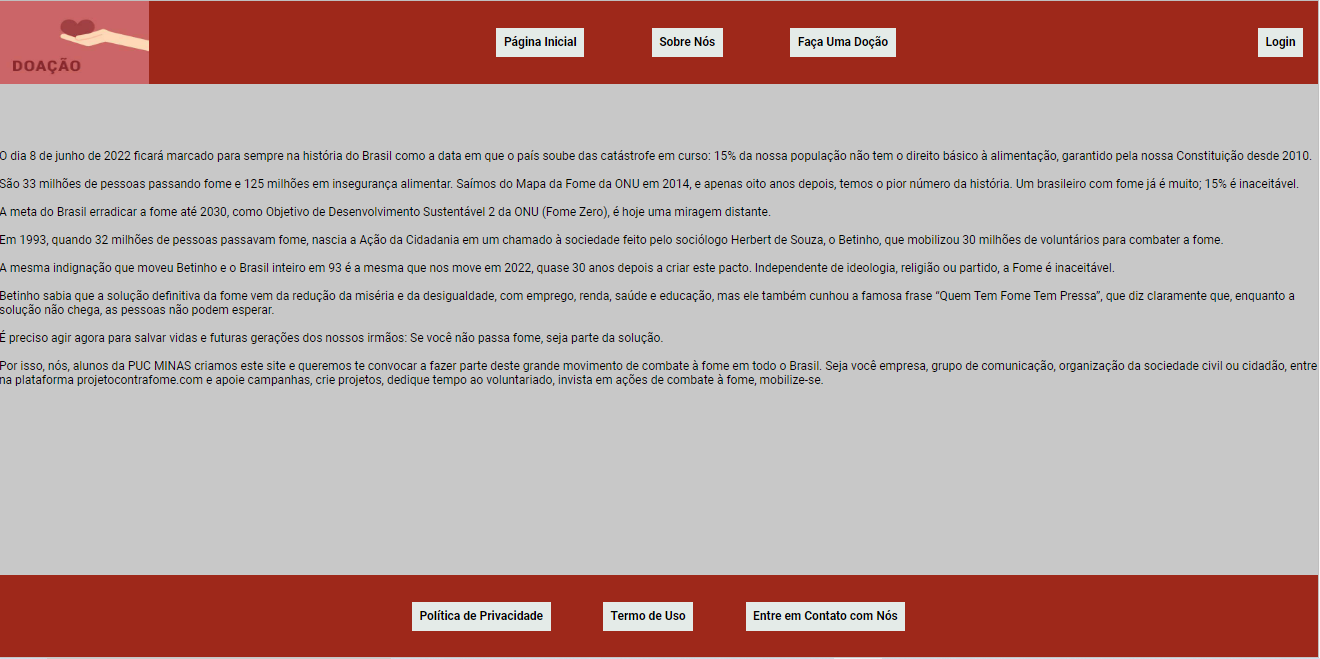 DOAÇÃO
Página Inicial
Sobre Nós
Faça Uma Doção
Login
O dia 8 de junho de 2022 ficará marcado para sempre na história do Brasil como a data em que o país soube das catástrofe em curso: 15% da nossa população não tem o direito básico à alimentação, garantido pela nossa Constituição desde 2010.
São 33 milhões de pessoas passando fome e 125 milhões em insegurança alimentar. Saímos do Mapa da Fome da ONU em 2014, e apenas oito anos depois, temos o pior número da história. Um brasileiro com fome já é muito; 15% é inaceitável.
A meta do Brasil erradicar a fome até 2030, como Objetivo de Desenvolvimento Sustentável 2 da ONU (Fome Zero), é hoje uma miragem distante.
Em 1993, quando 32 milhões de pessoas passavam fome, nascia a Ação da Cidadania em um chamado à sociedade feito pelo sociólogo Herbert de Souza, o Betinho, que mobilizou 30 milhões de voluntários para combater a fome.
A mesma indignação que moveu Betinho e o Brasil inteiro em 93 é a mesma que nos move em 2022, quase 30 anos depois a criar este pacto. Independente de ideologia, religião ou partido, a Fome é inaceitável.
Betinho sabia que a solução definitiva da fome vem da redução da miséria e da desigualdade, com emprego, renda, saúde e educação, mas ele também cunhou a famosa frase “Quem Tem Fome Tem Pressa”, que diz claramente que, enquanto a
solução não chega, as pessoas não podem esperar.
É preciso agir agora para salvar vidas e futuras gerações dos nossos irmãos: Se você não passa fome, seja parte da solução.
Por isso, nós, alunos da PUC MINAS criamos este site e queremos te convocar a fazer parte deste grande movimento de combate à fome em todo o Brasil. Seja você empresa, grupo de comunicação, organização da sociedade civil ou cidadão, entre
na plataforma projetocontrafome.com e apoie campanhas, crie projetos, dedique tempo ao voluntariado, invista em ações de combate à fome, mobilize-se.
Política de Privacidade
Termo de Uso
Entre em Contato com Nós